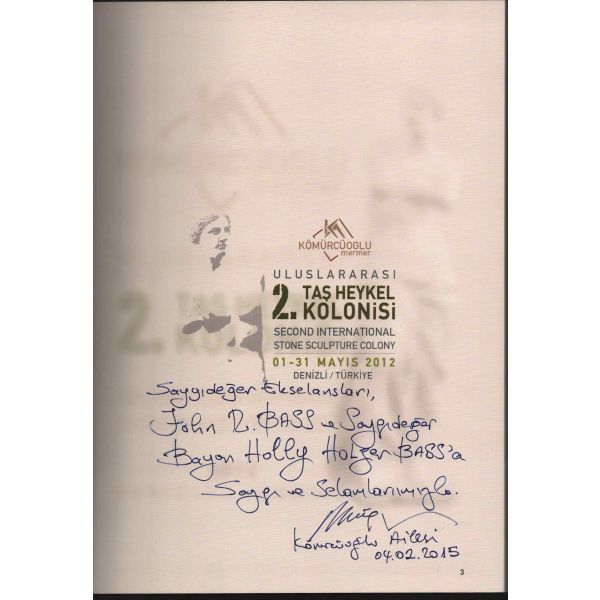 KÖMÜRCÜOGLU
mermer
ULUSLARARASI
2. TAŞ HEYKEL
KOLONİSİ
SECOND INTERNATIONAL
STONE SCULPTURE COLONY
01-31 MAYIS 2012
DENİZLİ / TÜRKİYE
Saygıdeğer Ekselansları,
John R. BASS ve Saygıdeğer
Bayan Holly Holzer BASS'a
Saygı ve Selamlarımızla.
Kömürcüoğlu Ailesi
04.02.2015
3